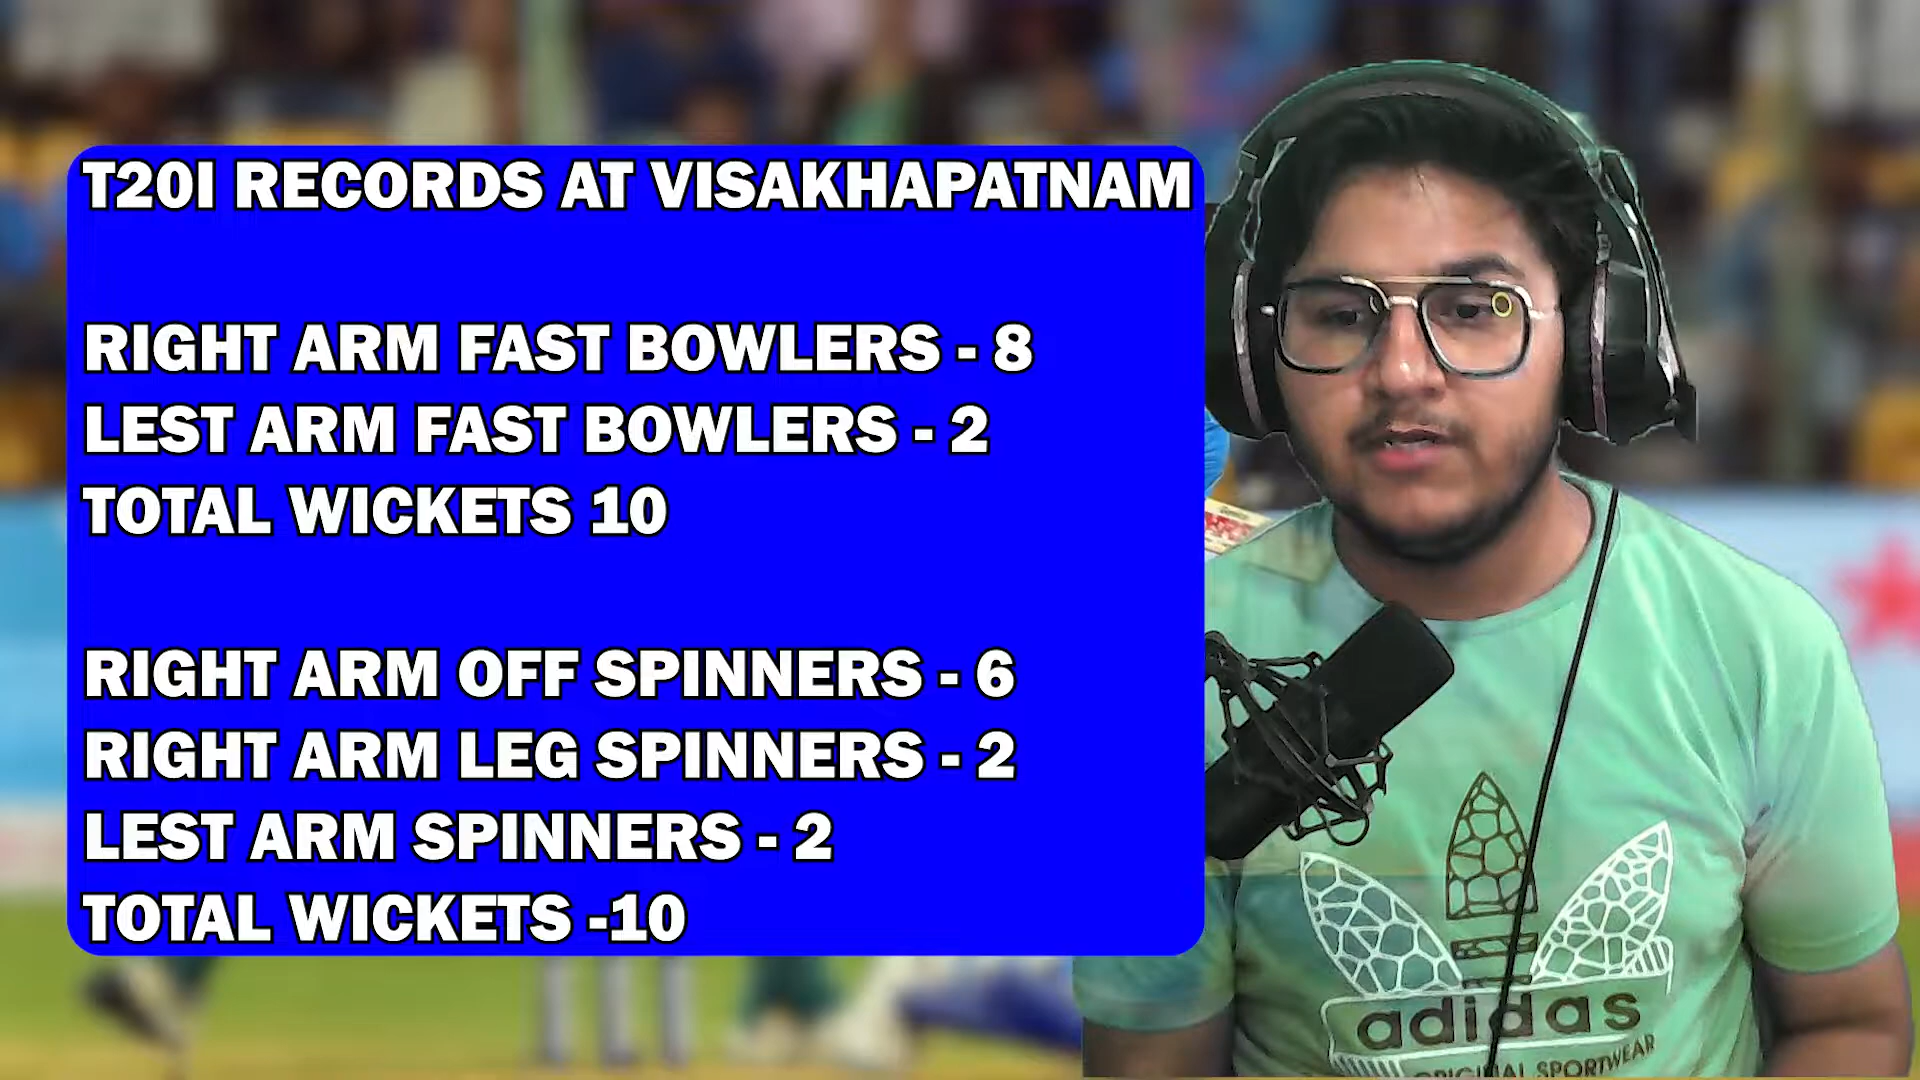 T20I RECORDS AT VISAKHAPATNAM
RIGHT ARM FAST BOWLERS - 8
LEST ARM FAST BOWLERS - 2
TOTAL WICKETS 10
RIGHT ARM OFF SPINNERS - 6
RIGHT ARM LEG SPINNERS - 2
LEST ARM SPINNERS - 2
TOTAL WICKETS -10
adidas
ORIGINAL SPORTWEAR